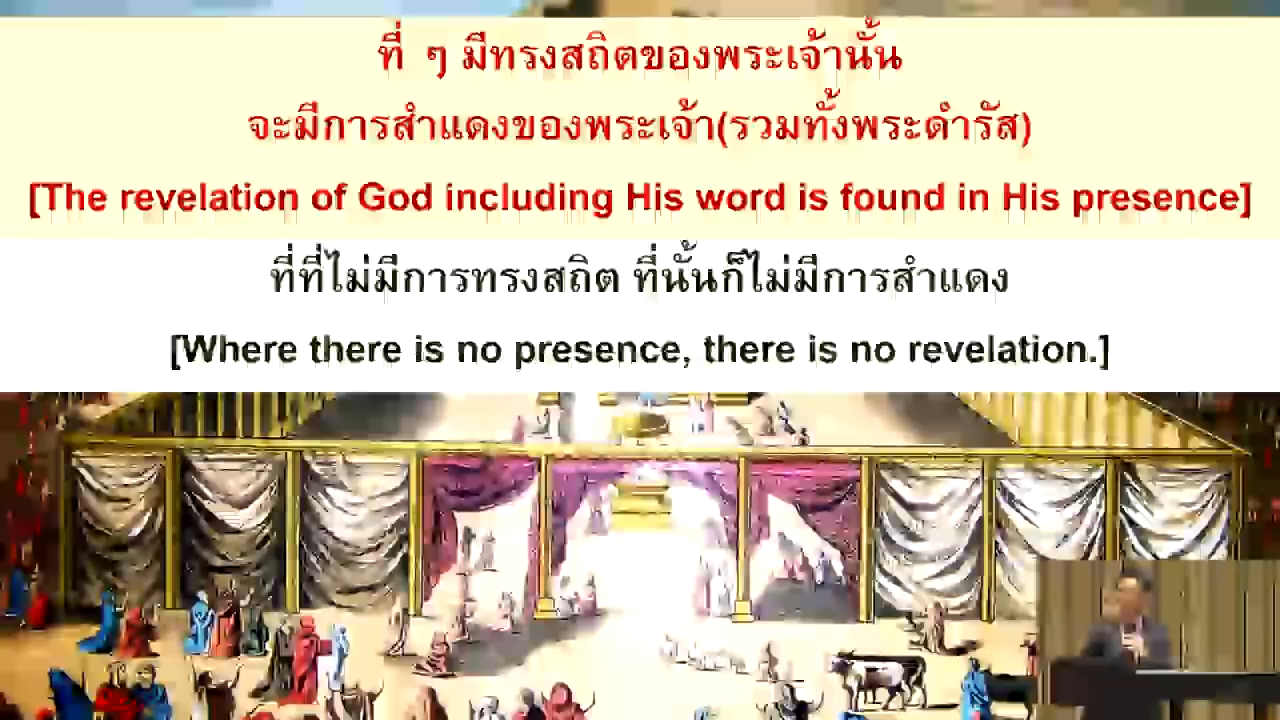 ที่ ๆ มีทรงสถิตของพระเจ้านั้น
จะมีการสำแดงของพระเจ้า(รวมทั้งพระดำรัส)
[The revelation of God including His word is found in His presence]
ที่ที่ไม่มีการทรงสถิต ที่นั้นก็ไม่มีการสำแดง
[Where there is no presence, there is no revelation.]